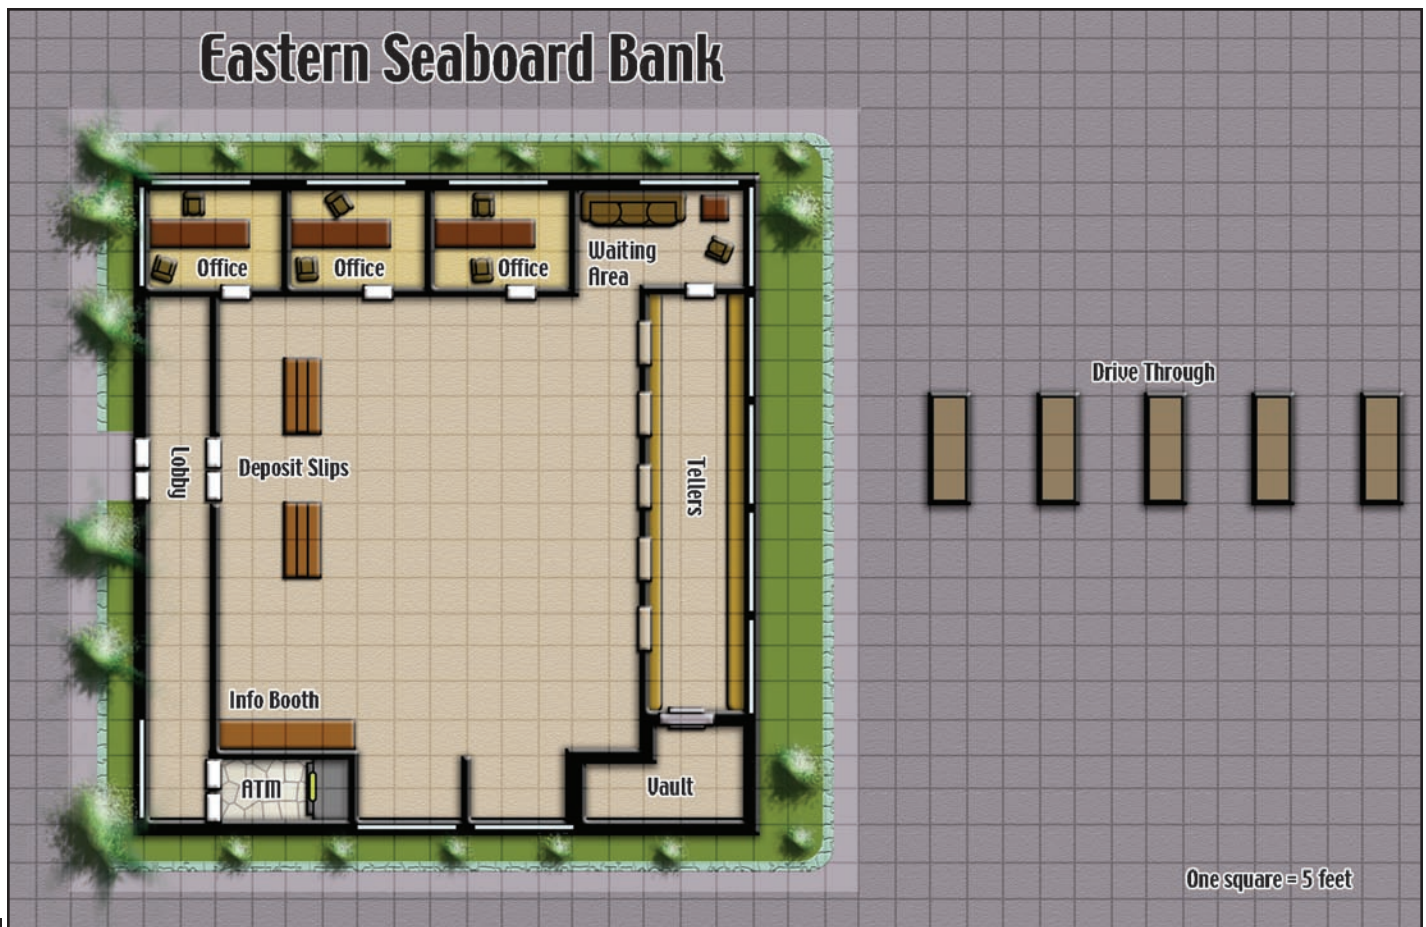 Eastern Seaboard Bank
Office
Office
Office
Waiting
Area
Drive Through
Lobby
Deposit Slips
Tellers
Info Booth
ATM
Vault
One square = 5 feet